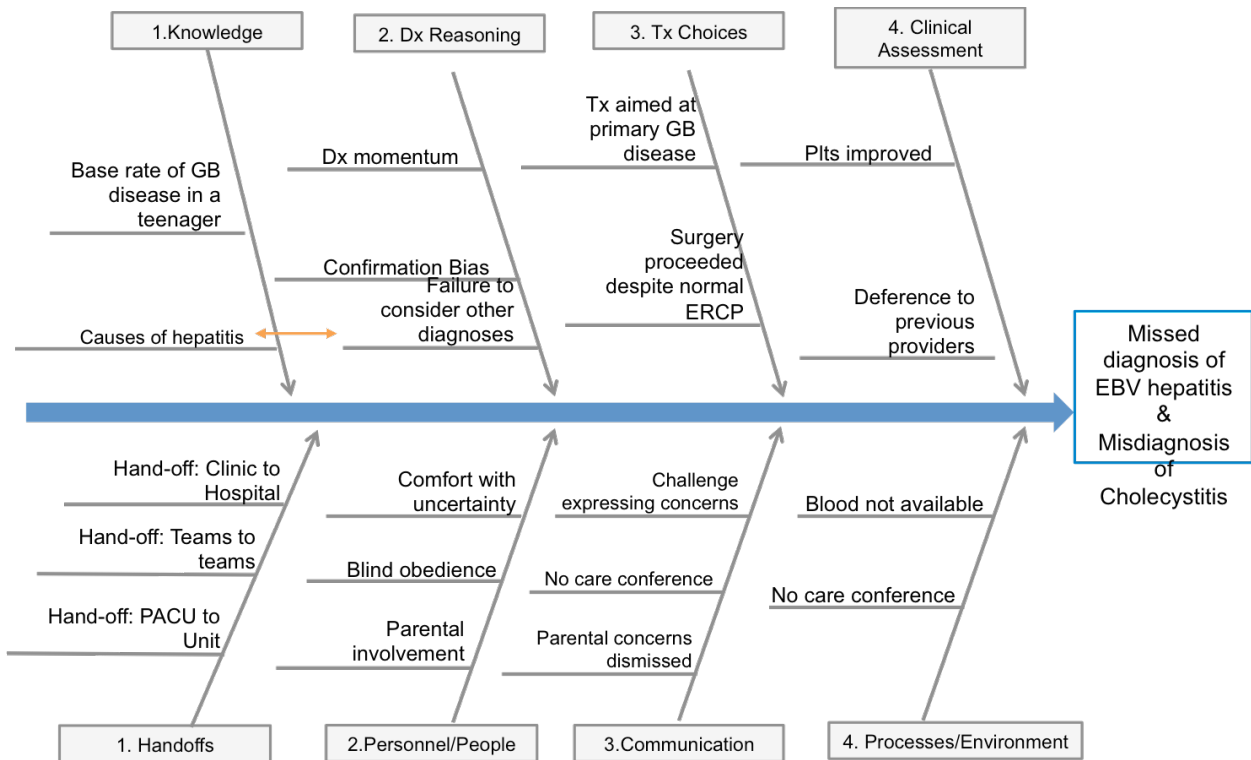 1.Knowledge
2. Dx Reasoning
3. Tx Choices
4. Clinical
Assessment
Base rate of GB
disease in a
teenager
Causes of hepatitis
Dx momentum
Confirmation Bias
Failure to
consider other
diagnoses
Tx aimed at
primary GB
disease
Surgery
proceeded
despite normal
ERCP
Plts improved
Deference to
previous
providers
Missed
diagnosis of
EBV hepatitis
&
Misdiagnosis
of
Cholecystitis
Hand-off: Clinic to
Hospital
Hand-off: Teams to
teams
Hand-off: PACU to
Unit
Comfort with
uncertainty
Blind obedience
Parental
involvement
Challenge
expressing concerns
No care conference
Parental concerns
dismissed
Blood not available
No care conference
1. Handoffs
2.Personnel/People
3.Communication
4. Processes/Environment